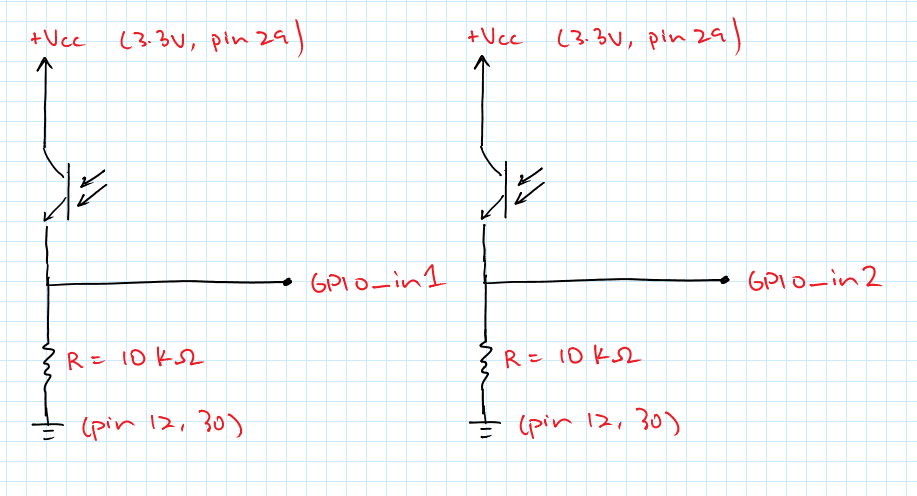 +Vcc (3.3V, pin 29) +Vcc (3.3V, pin 29)
GPIO_in1 GPIO_in2
R = 10 kΩ R = 10 kΩ
(pin 12, 30) (pin 12, 30)